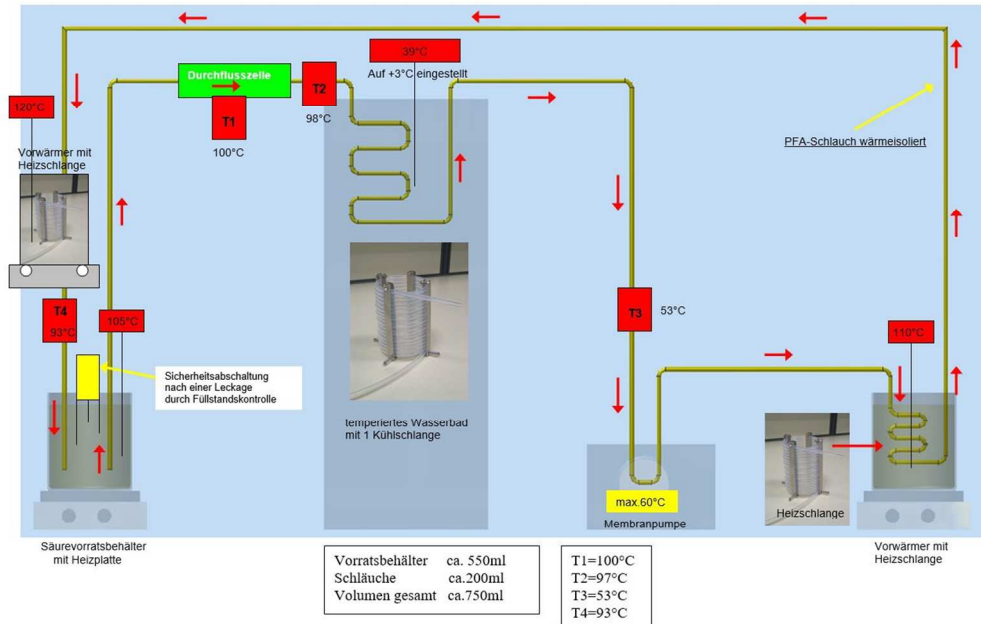 39°C
Auf +3°C eingestellt
Durchflusszelle
T2
98°C
T1
100°C
120°C
Vorwärmer mit
Heizschlange
PFA-Schlauch wärmeisoliert
T4
93°C
105°C
T3
53°C
110°C
Sicherheitsabschaltung
nach einer Leckage
durch Füllstandskontrolle
temperiertes Wasserbad
mit 1 Kühlschlange
max.60°C
Membranpumpe
Heizschlange
Säurevorratsbehälter
mit Heizplatte
Vorwärmer mit
Heizschlange
Vorratsbehälter ca. 550ml
Schläuche ca.200ml
Volumen gesamt ca.750ml
T1=100°C
T2=97°C
T3=53°C
T4=93°C